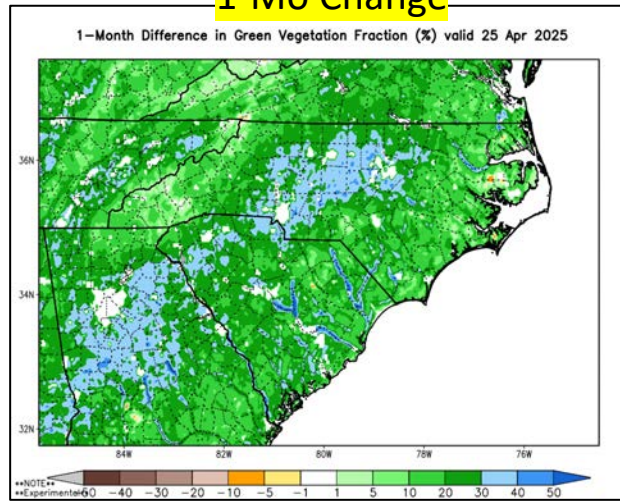 1-Mo Change
1-Month Difference in Green Vegetation Fraction (%) valid 25 Apr 2025
36N
34N
32N
84W 82W 80W 78W 76W
**NOTE**
**Experimental**
-50 -40 -30 -20 -10 -5 -1 1 5 10 20 30 40 50